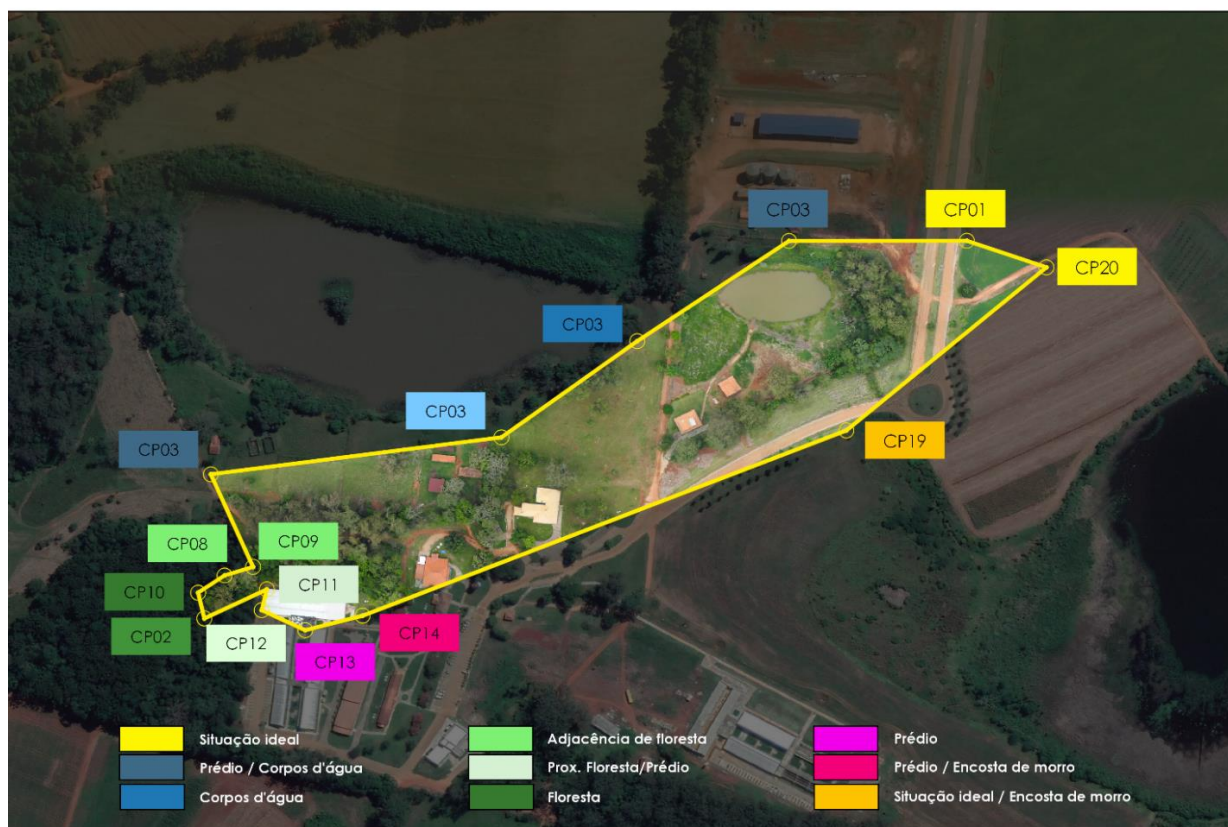 CP03
CP01
CP20
CP03
CP03
CP19
CP03
CP08
CP09
CP10
CP11
CP02
CP12
CP13
CP14
Situação ideal
Prédio / Corpos d'água
Corpos d'água
Adjacência de floresta
Prox. Floresta/Prédio
Floresta
Prédio
Prédio / Encosta de morro
Situação ideal / Encosta de morro